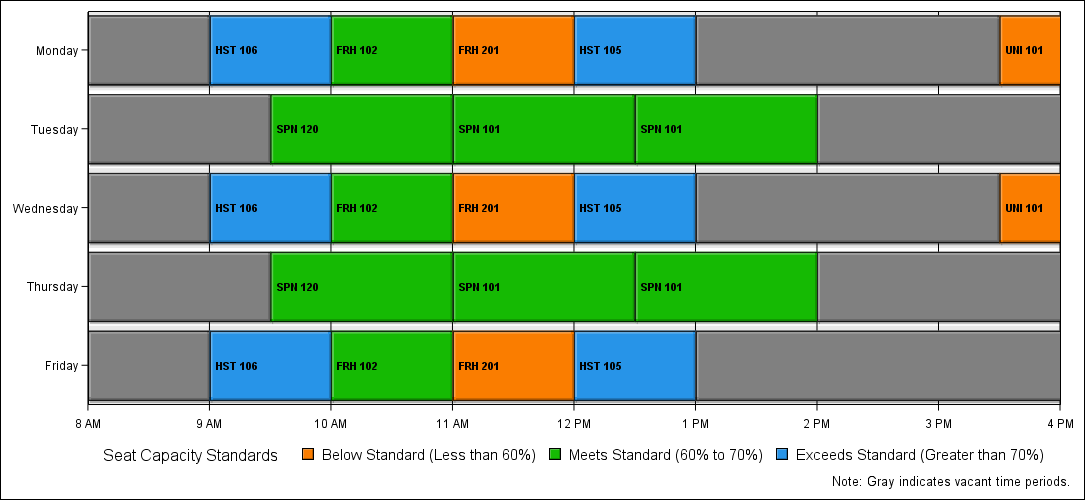 Monday HST 106 FRH 102 FRH 201 HST 105 UNI 101
Tuesday SPN 120 SPN 101 SPN 101
Wednesday HST 106 FRH 102 FRH 201 HST 105 UNI 101
Thursday SPN 120 SPN 101 SPN 101
Friday HST 106 FRH 102 FRH 201 HST 105
8 AM 9 AM 10 AM 11 AM 12 PM 1 PM 2 PM 3 PM 4 PM
Seat Capacity Standards Below Standard (Less than 60%) Meets Standard (60% to 70%) Exceeds Standard (Greater than 70%)
Note: Gray indicates vacant time periods.